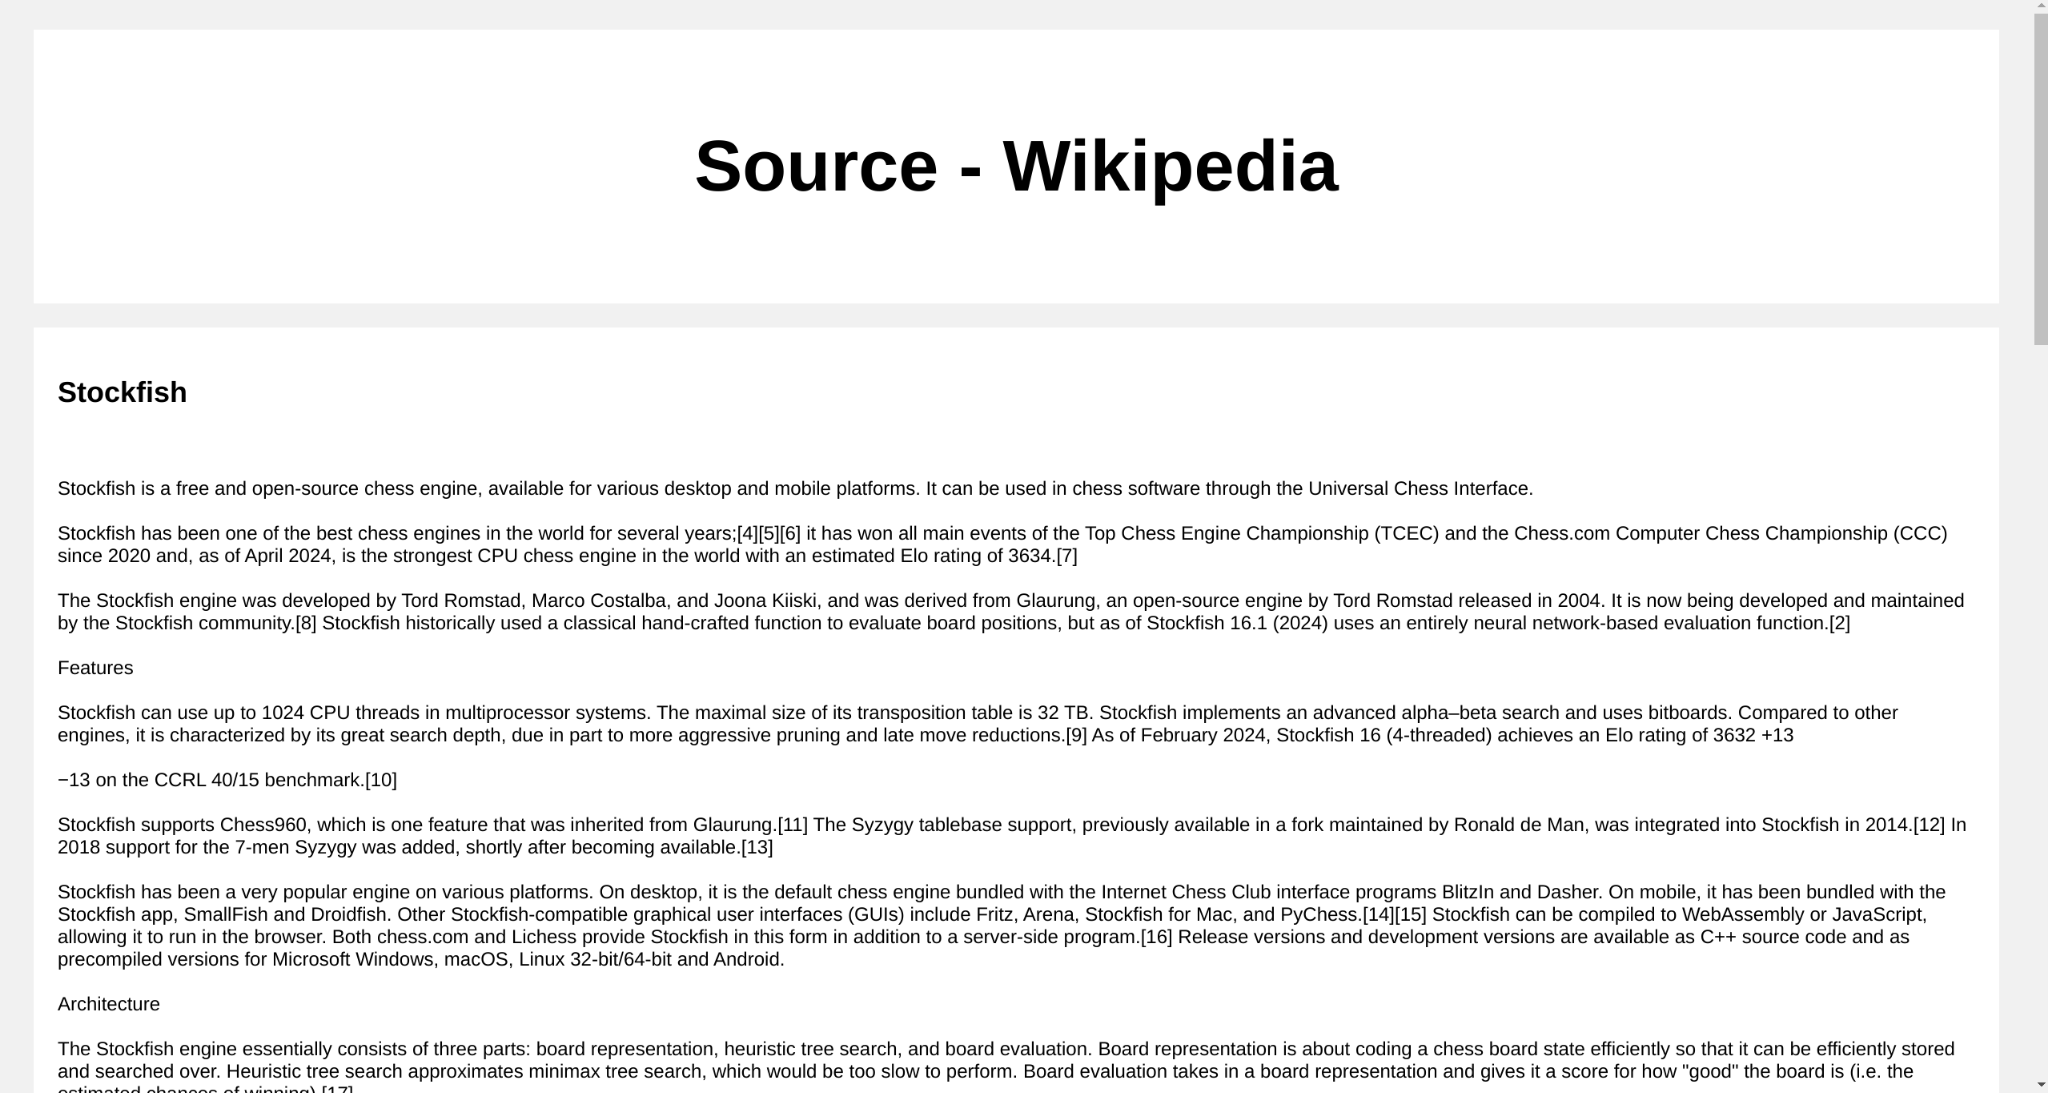 Source - Wikipedia
Stockfish
Stockfish is a free and open-source chess engine, available for various desktop and mobile platforms. It can be used in chess software through the Universal Chess Interface.
Stockfish has been one of the best chess engines in the world for several years;[4][5][6] it has won all main events of the Top Chess Engine Championship (TCEC) and the Chess.com Computer Chess Championship (CCC)
since 2020 and, as of April 2024, is the strongest CPU chess engine in the world with an estimated Elo rating of 3634.[7]
The Stockfish engine was developed by Tord Romstad, Marco Costalba, and Joona Kiiski, and was derived from Glaurung, an open-source engine by Tord Romstad released in 2004. It is now being developed and maintained
by the Stockfish community.[8] Stockfish historically used a classical hand-crafted function to evaluate board positions, but as of Stockfish 16.1 (2024) uses an entirely neural network-based evaluation function.[2]
Features
Stockfish can use up to 1024 CPU threads in multiprocessor systems. The maximal size of its transposition table is 32 TB. Stockfish implements an advanced alpha–beta search and uses bitboards. Compared to other
engines, it is characterized by its great search depth, due in part to more aggressive pruning and late move reductions.[9] As of February 2024, Stockfish 16 (4-threaded) achieves an Elo rating of 3632 +13
−13 on the CCRL 40/15 benchmark.[10]
Stockfish supports Chess960, which is one feature that was inherited from Glaurung.[11] The Syzygy tablebase support, previously available in a fork maintained by Ronald de Man, was integrated into Stockfish in 2014.[12] In
2018 support for the 7-men Syzygy was added, shortly after becoming available.[13]
Stockfish has been a very popular engine on various platforms. On desktop, it is the default chess engine bundled with the Internet Chess Club interface programs BlitzIn and Dasher. On mobile, it has been bundled with the
Stockfish app, SmallFish and Droidfish. Other Stockfish-compatible graphical user interfaces (GUIs) include Fritz, Arena, Stockfish for Mac, and PyChess.[14][15] Stockfish can be compiled to WebAssembly or JavaScript,
allowing it to run in the browser. Both chess.com and Lichess provide Stockfish in this form in addition to a server-side program.[16] Release versions and development versions are available as C++ source code and as
precompiled versions for Microsoft Windows, macOS, Linux 32-bit/64-bit and Android.
Architecture
The Stockfish engine essentially consists of three parts: board representation, heuristic tree search, and board evaluation. Board representation is about coding a chess board state efficiently so that it can be efficiently stored
and searched over. Heuristic tree search approximates minimax tree search, which would be too slow to perform. Board evaluation takes in a board representation and gives it a score for how "good" the board is (i.e. the
estimated chances of winning).[17]